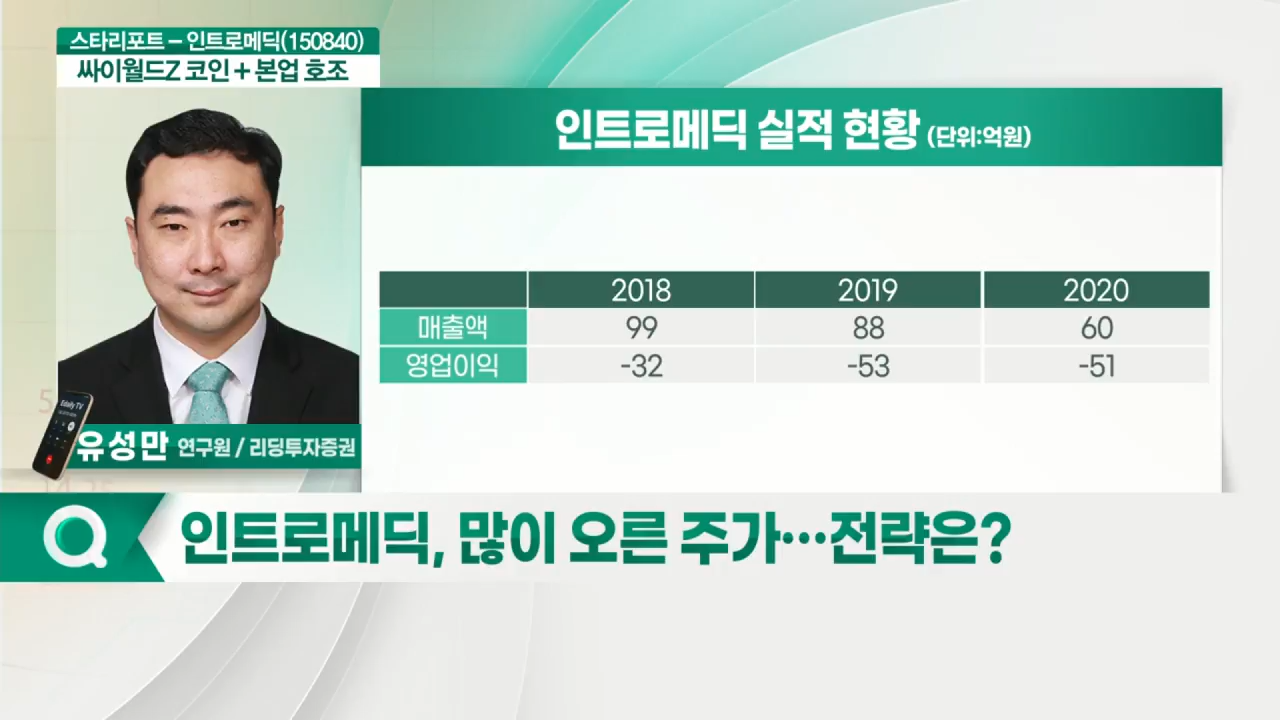 스타리포트 – 인트로메딕(150840)
싸이월드Z 코인 + 본업 호조
인트로메딕 실적 현황 (단위:억원)
2018 2019 2020
매출액 99 88 60
영업이익 -32 -53 -51
Edaily TV
유성만 연구원 / 리딩투자증권
Q
인트로메딕, 많이 오른 주가…전략은?